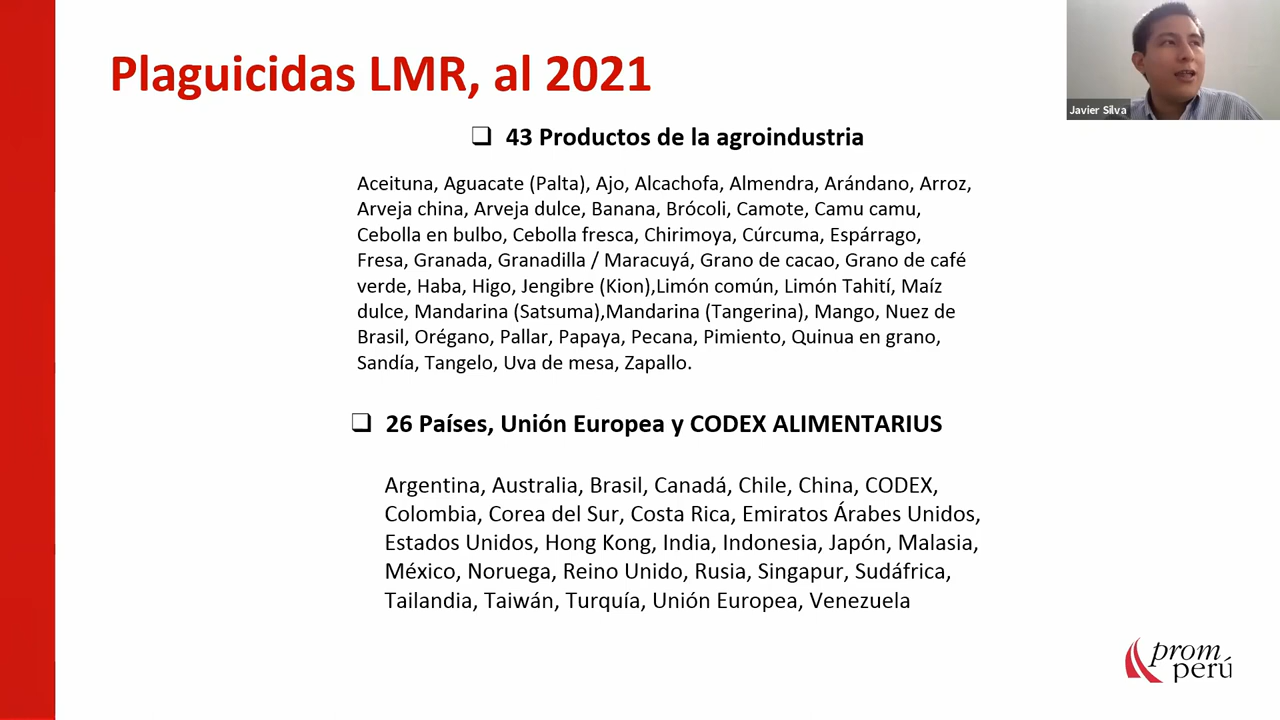 Plaguicidas LMR, al 2021
Javier Silva
43 Productos de la agroindustria
Aceituna, Aguacate (Palta), Ajo, Alcachofa, Almendra, Arándano, Arroz,
Arveja china, Arveja dulce, Banana, Brócoli, Camote, Camu camu,
Cebolla en bulbo, Cebolla fresca, Chirimoya, Cúrcuma, Espárrago,
Fresa, Granada, Granadilla / Maracuyá, Grano de cacao, Grano de café
verde, Haba, Higo, Jengibre (Kion),Limón común, Limón Tahití, Maíz
dulce, Mandarina (Satsuma),Mandarina (Tangerina), Mango, Nuez de
Brasil, Orégano, Pallar, Papaya, Pecana, Pimiento, Quinua en grano,
Sandía, Tangelo, Uva de mesa, Zapallo.
26 Países, Unión Europea y CODEX ALIMENTARIUS
Argentina, Australia, Brasil, Canadá, Chile, China, CODEX,
Colombia, Corea del Sur, Costa Rica, Emiratos Árabes Unidos,
Estados Unidos, Hong Kong, India, Indonesia, Japón, Malasia,
México, Noruega, Reino Unido, Rusia, Singapur, Sudáfrica,
Tailandia, Taiwán, Turquía, Unión Europea, Venezuela
prom
perú